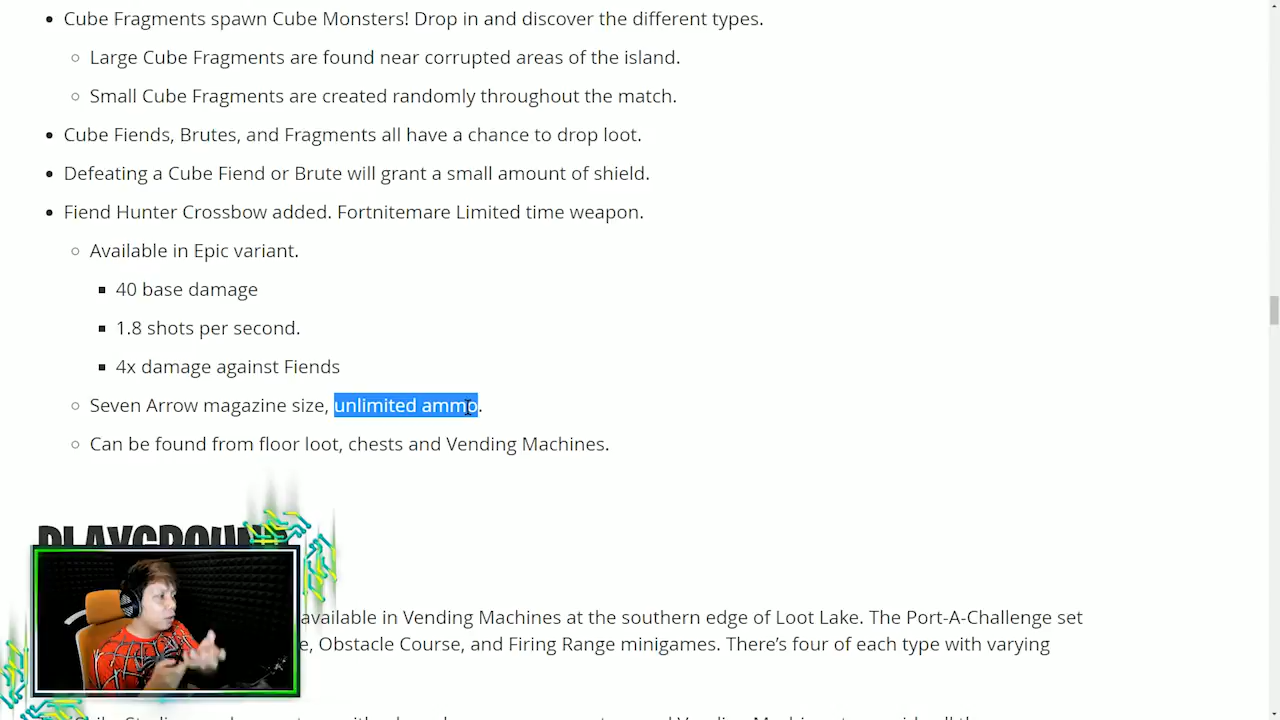 Cube Fragments spawn Cube Monsters! Drop in and discover the different types.
Large Cube Fragments are found near corrupted areas of the island.
Small Cube Fragments are created randomly throughout the match.
Cube Fiends, Brutes, and Fragments all have a chance to drop loot.
Defeating a Cube Fiend or Brute will grant a small amount of shield.
Fiend Hunter Crossbow added. Fortnitemare Limited time weapon.
Available in Epic variant.
40 base damage
1.8 shots per second.
4x damage against Fiends
Seven Arrow magazine size, unlimited ammo.
Can be found from floor loot, chests and Vending Machines.
PLAYGROUND
available in Vending Machines at the southern edge of Loot Lake. The Port-A-Challenge set
, Obstacle Course, and Firing Range minigames. There’s four of each type with varying